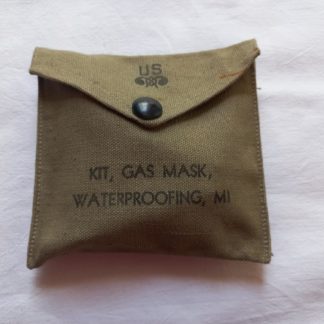 US
KIT, GAS MASK,
WATERPROOFING, M1